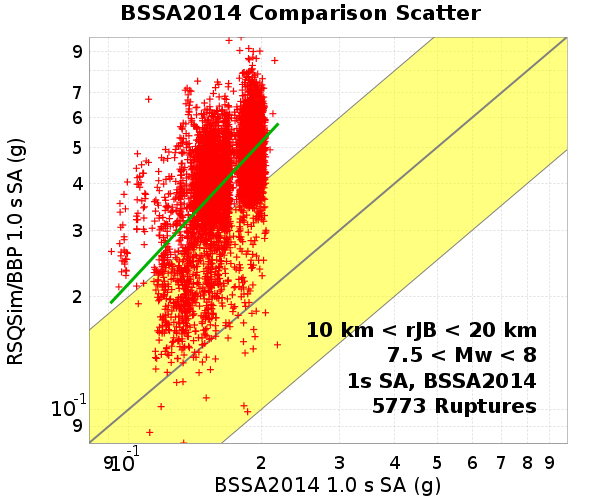 BSSA2014 Comparison Scatter
RSQSim/BBP 1.0 s SA (g)
9
8
7
6
5
4
3
2
10-1
9
10 km < rJB < 20 km
7.5 < Mw < 8
1s SA, BSSA2014
5773 Ruptures
9 10-1 2 3 4 5 6 7 8 9
BSSA2014 1.0 s SA (g)